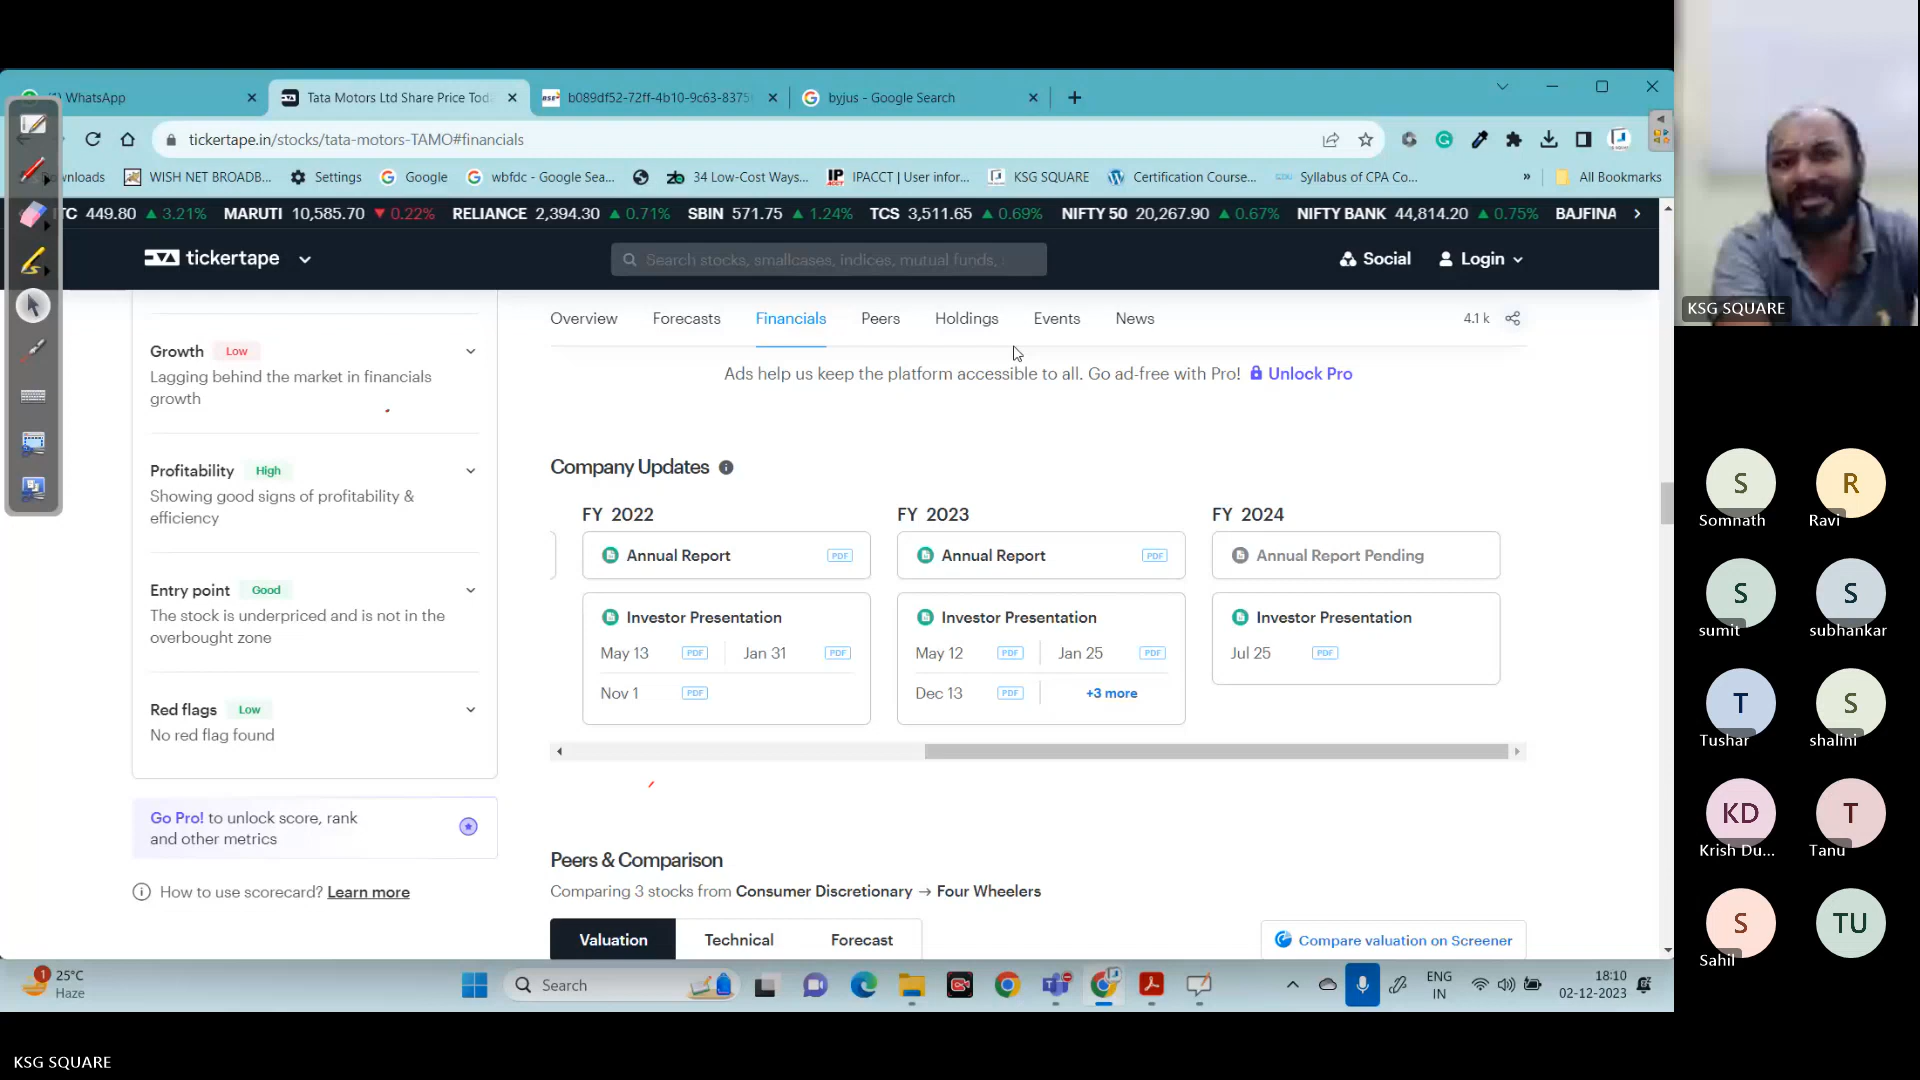 (1) WhatsApp
Tata Motors Ltd Share Price Toda
b089df52-72ff-4b10-9c63-8375
byjus - Google Search
tickertape.in/stocks/tata-motors-TAMO#financials
WISH NET BROADB...
Settings
Google
wbfdc - Google Sea...
34 Low-Cost Ways...
IPACCT | User infor...
KSG SQUARE
Certification Course...
Syllabus of CPA Co...
»
All Bookmarks
TC 449.80 ▲ 3.21% MARUTI 10,585.70 ▼ 0.22% RELIANCE 2,394.30 ▲ 0.71% SBIN 571.75 ▲ 1.24% TCS 3,511.65 ▲ 0.69% NIFTY 50 20,267.90 ▲ 0.67% NIFTY BANK 44,814.20 ▲ 0.75% BAJFINA
tickertape
Search stocks, smallcases, indices, mutual funds,
Social
Login
Overview Forecasts Financials Peers Holdings Events News
4.1 k
Ads help us keep the platform accessible to all. Go ad-free with Pro! Unlock Pro
Growth Low
Lagging behind the market in financials
growth
Profitability High
Showing good signs of profitability &
efficiency
Entry point Good
The stock is underpriced and is not in the
overbought zone
Red flags Low
No red flag found
Go Pro! to unlock score, rank
and other metrics
How to use scorecard? Learn more
Company Updates
FY 2022
FY 2023
FY 2024
Annual Report PDF
Annual Report PDF
Annual Report Pending
Investor Presentation
Investor Presentation
Investor Presentation
May 13 PDF Jan 31 PDF
May 12 PDF Jan 25 PDF
Jul 25 PDF
Nov 1 PDF
Dec 13 PDF +3 more
Peers & Comparison
Comparing 3 stocks from Consumer Discretionary → Four Wheelers
Valuation Technical Forecast
Compare valuation on Screener
1
25°C
Haze
Search
ENG
IN
18:10
02-12-2023
KSG SQUARE
S
Somnath
R
Ravi
S
sumit
S
subhankar
T
Tushar
S
shalini
KD
Krish Du...
T
Tanu
S
Sahil
TU
KSG SQUARE